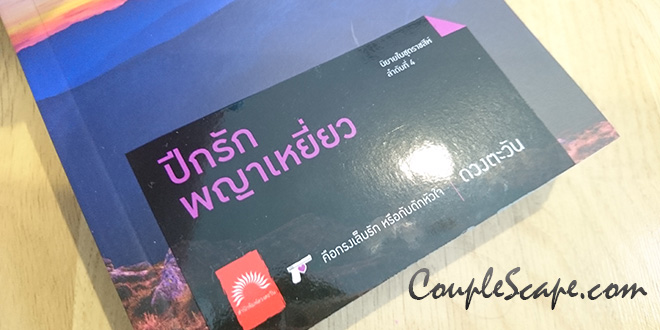 นิยายในชุดราชสีห์
ลำดับที่ 4
ปีกรัก
พญาเหยี่ยว
คือกรงเล็บรัก หรือกับดักหัวใจ
ดวงตะวัน
CoupleScape.com